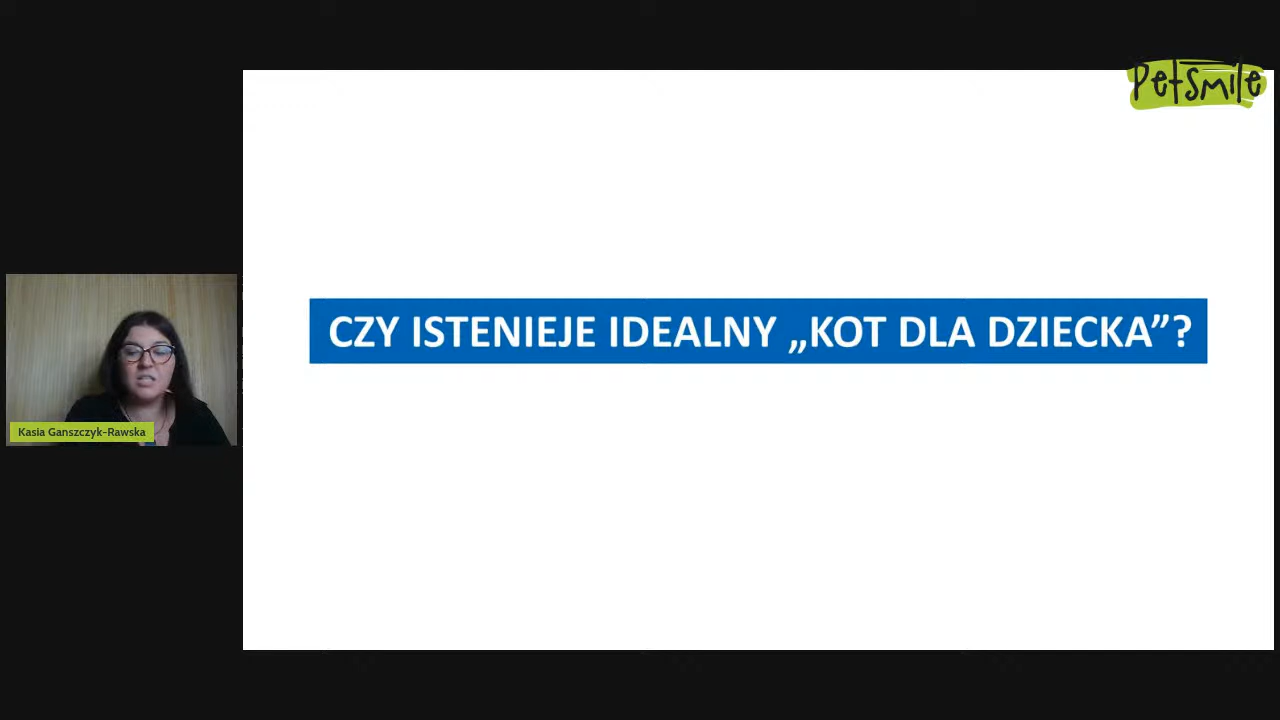 PetSmile
CZY ISTENIEJE IDEALNY „KOT DLA DZIECKA”?
Kasia Ganszczyk-Rawska